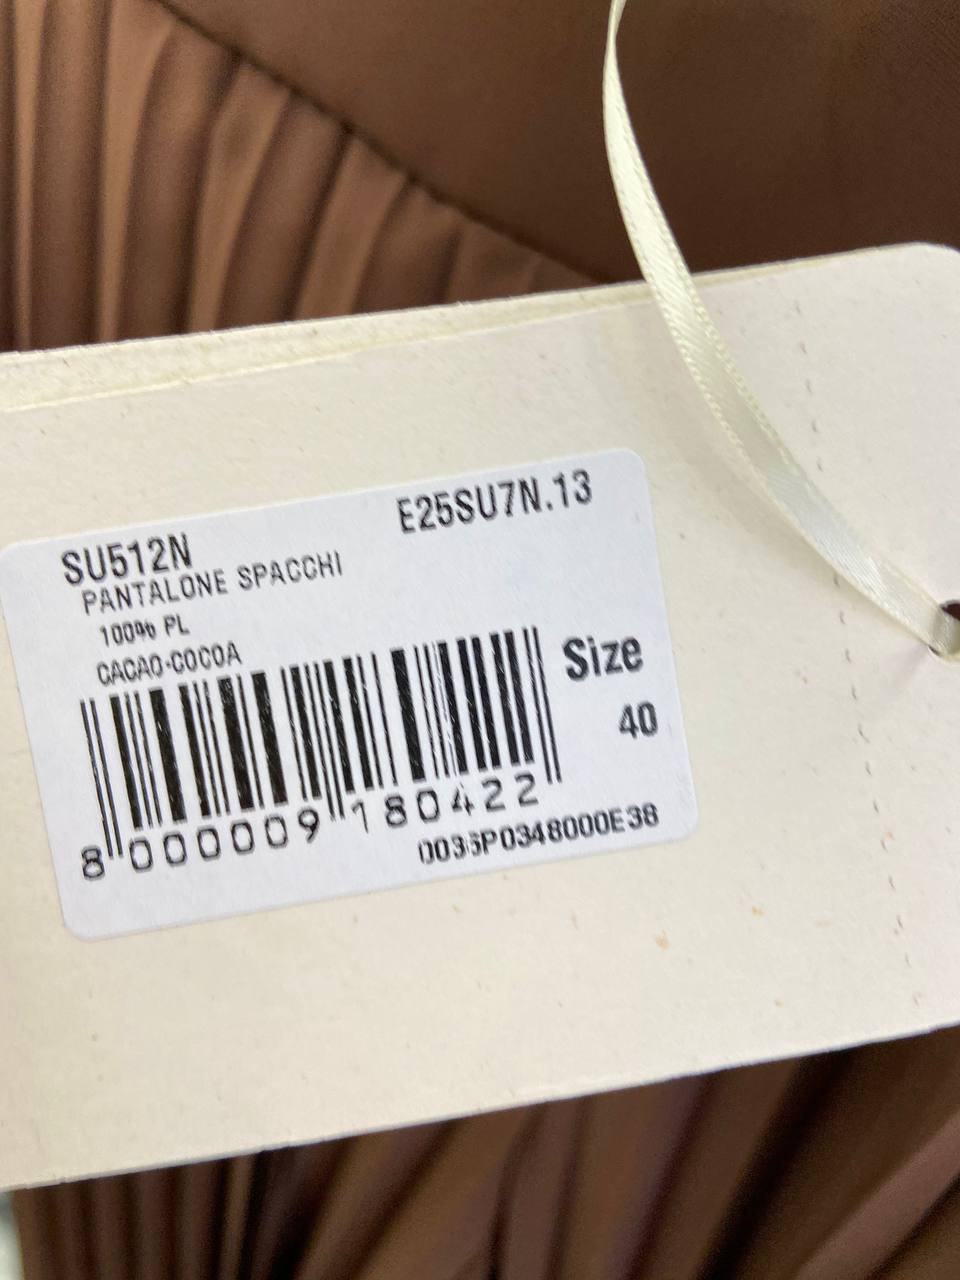 SU512N E25SU7N.13
PANTALONE SPACCHI
100% PL
CACAO-COCOA
Size
40
8 000009 180422
0036P0348000E38